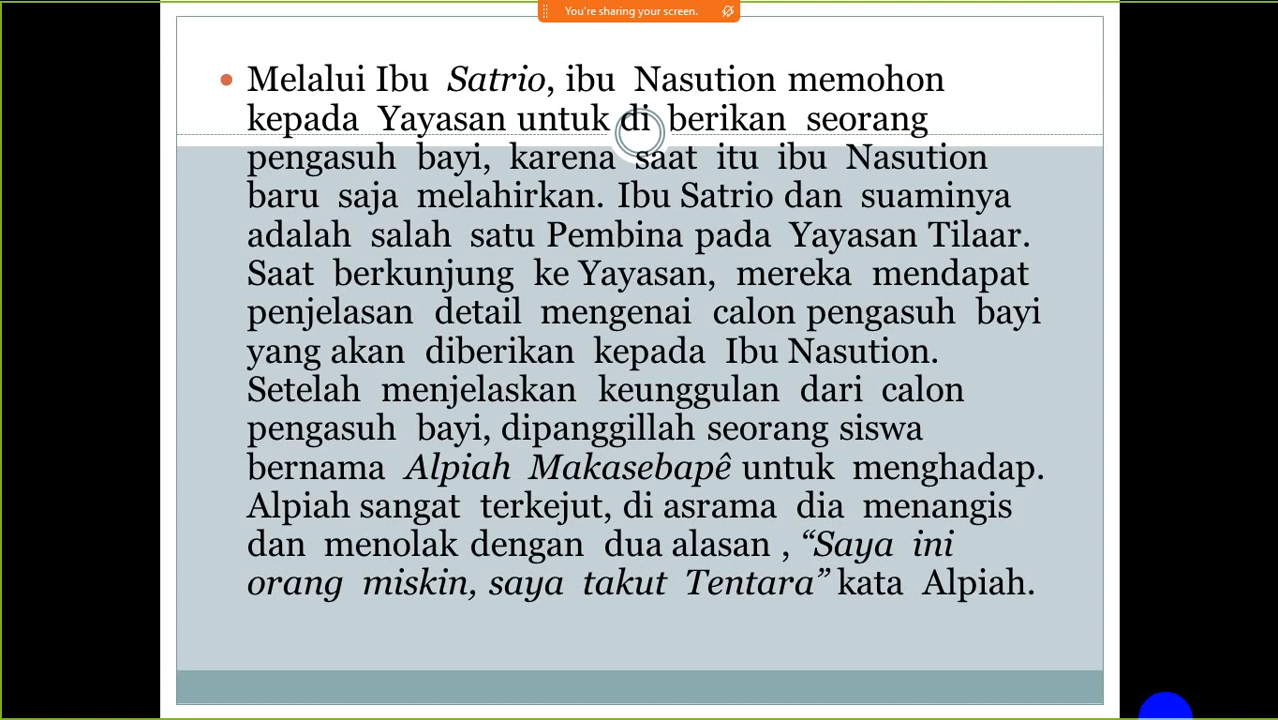 You're sharing your screen.
Melalui Ibu Satrio, ibu Nasution memohon
kepada Yayasan untuk di berikan seorang
pengasuh bayi, karena saat itu ibu Nasution
baru saja melahirkan. Ibu Satrio dan suaminya
adalah salah satu Pembina pada Yayasan Tilaar.
Saat berkunjung ke Yayasan, mereka mendapat
penjelasan detail mengenai calon pengasuh bayi
yang akan diberikan kepada Ibu Nasution.
Setelah menjelaskan keunggulan dari calon
pengasuh bayi, dipanggillah seorang siswa
bernama Alpiah Makasebapê untuk menghadap.
Alpiah sangat terkejut, di asrama dia menangis
dan menolak dengan dua alasan , “Saya ini
orang miskin, saya takut Tentara” kata Alpiah.